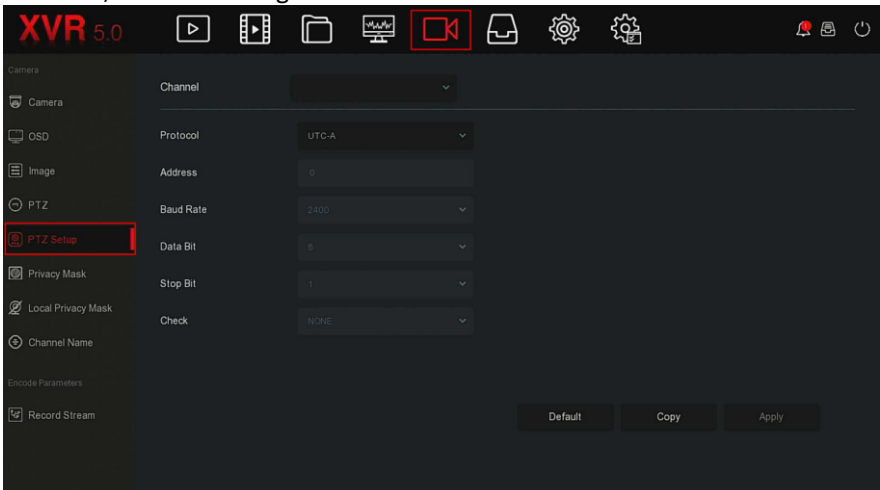 XVR 5.0
Camera
Camera
OSD
Image
PTZ
PTZ Setup
Privacy Mask
Local Privacy Mask
Channel Name
Encode Parameters
Record Stream
Channel
Protocol UTC-A
Address 0
Baud Rate 2400
Data Bit 8
Stop Bit 1
Check NONE
Default Copy Apply